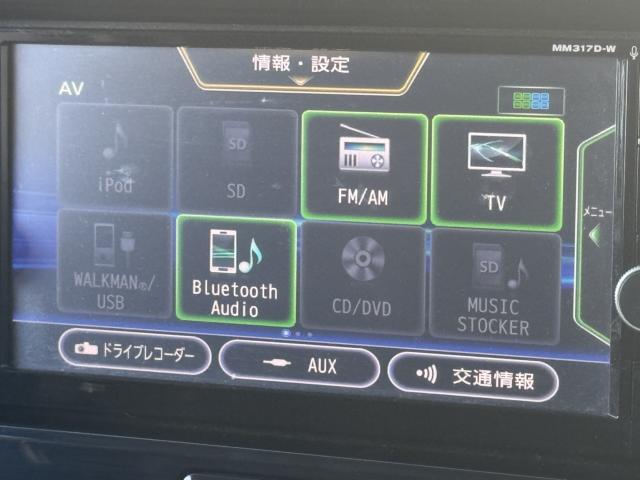 MM317D-W
情報・設定
AV
iPod
SD
SD
FM/AM
TV
メニュー
WALKMAN®/
USB
Bluetooth
Audio
CD/DVD
SD
MUSIC
STOCKER
ドライブレコーダー
AUX
交通情報